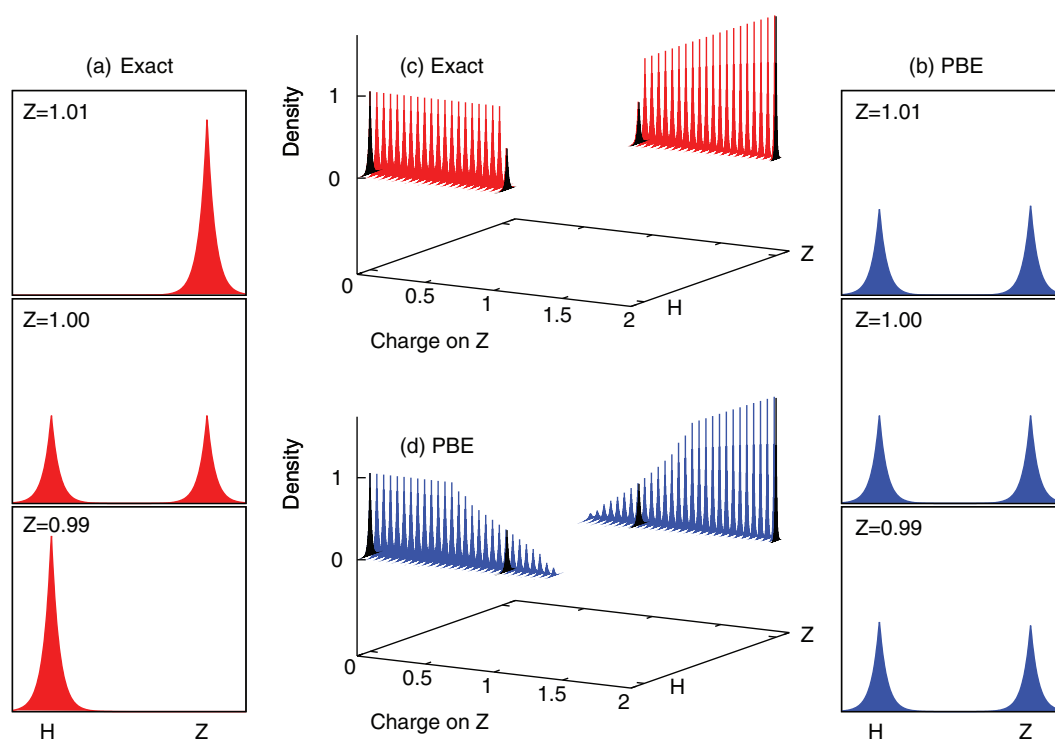 (a) Exact
Z=1.01
Z=1.00
Z=0.99
H Z
(c) Exact
Density
1
0
0 0.5 1 1.5 2
Charge on Z
H
Z
(d) PBE
Density
1
0
0 0.5 1 1.5 2
Charge on Z
H
Z
(b) PBE
Z=1.01
Z=1.00
Z=0.99
H Z